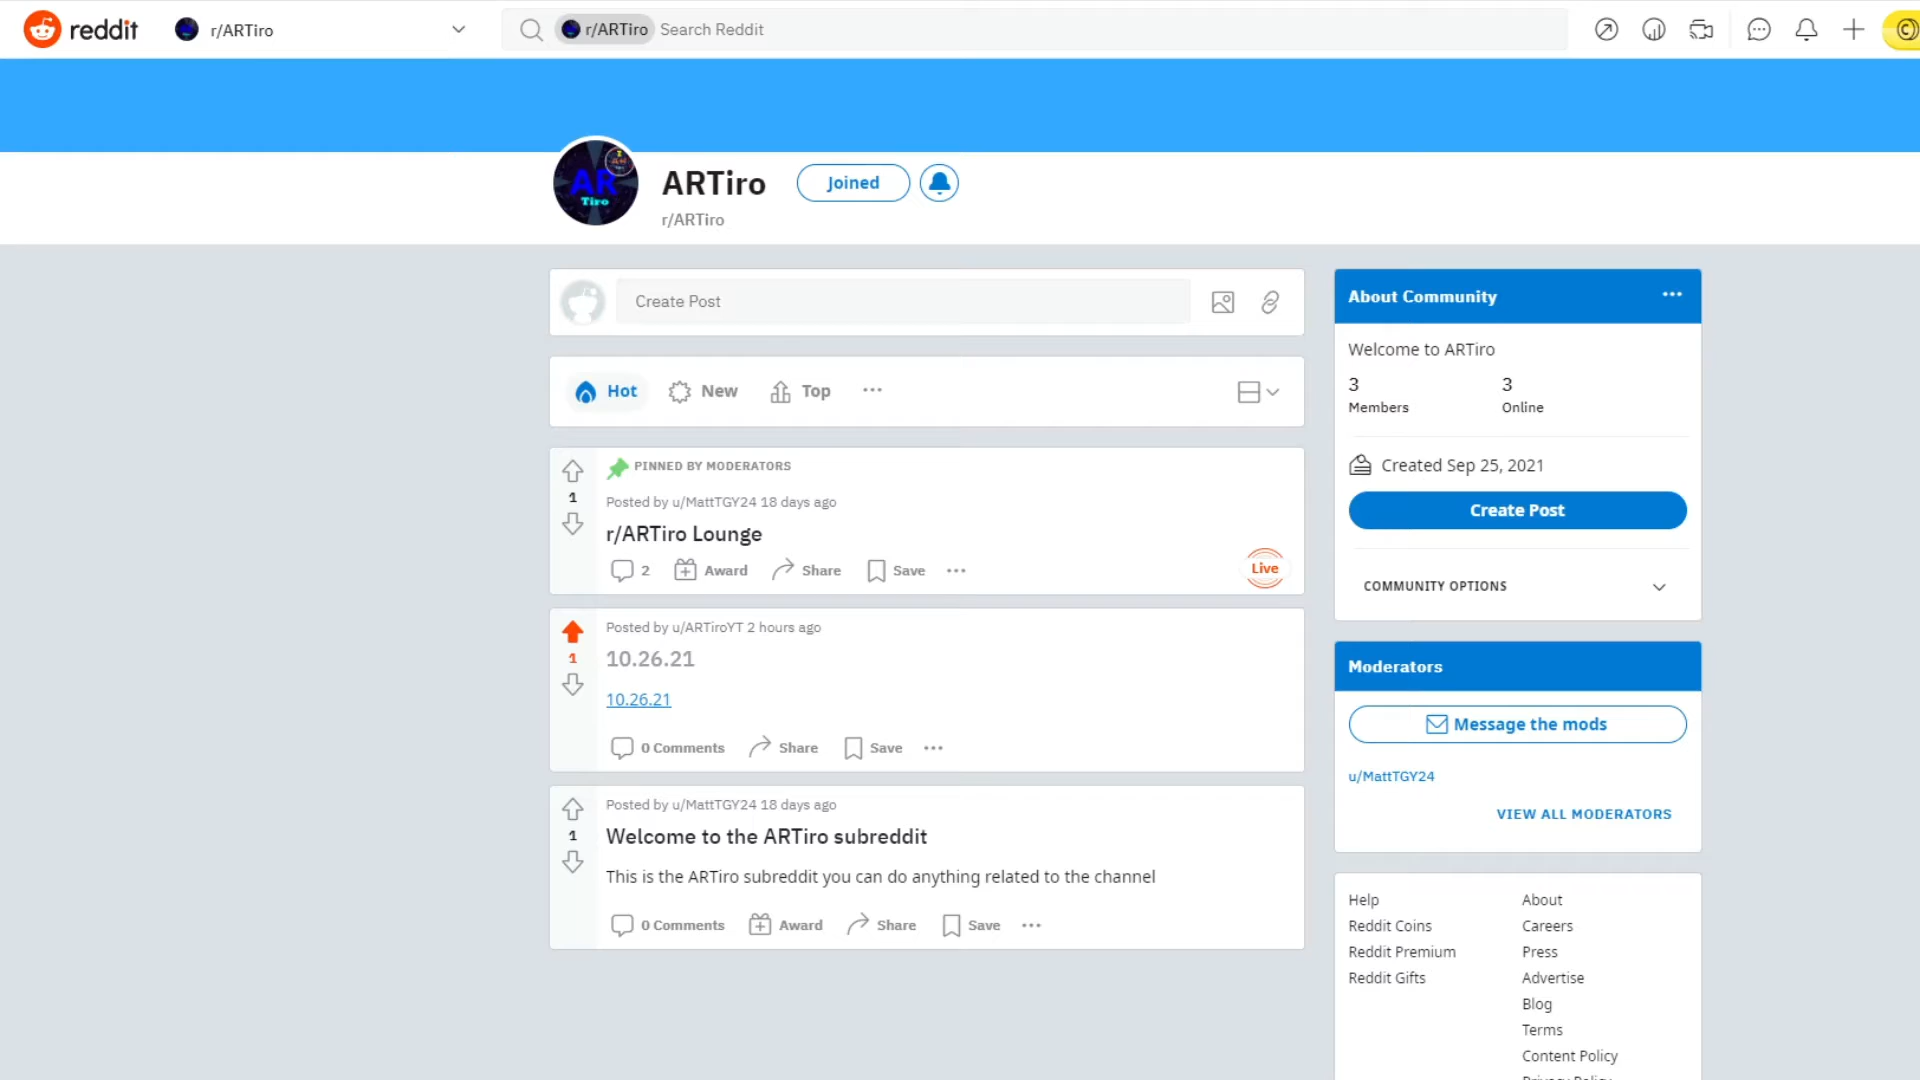 reddit
r/ARTiro
r/ARTiro Search Reddit
AR
Tiro
ARTiro
Joined
r/ARTiro
Create Post
Hot
New
Top
PINNED BY MODERATORS
1
Posted by u/MattTGY24 18 days ago
r/ARTiro Lounge
2
Award
Share
Save
Live
Posted by u/ARTiroYT 2 hours ago
1
10.26.21
10.26.21
0 Comments
Share
Save
Posted by u/MattTGY24 18 days ago
1
Welcome to the ARTiro subreddit
This is the ARTiro subreddit you can do anything related to the channel
0 Comments
Award
Share
Save
About Community
Welcome to ARTiro
3
Members
3
Online
Created Sep 25, 2021
Create Post
COMMUNITY OPTIONS
Moderators
Message the mods
u/MattTGY24
VIEW ALL MODERATORS
Help
Reddit Coins
Reddit Premium
Reddit Gifts
About
Careers
Press
Advertise
Blog
Terms
Content Policy
Privacy Policy